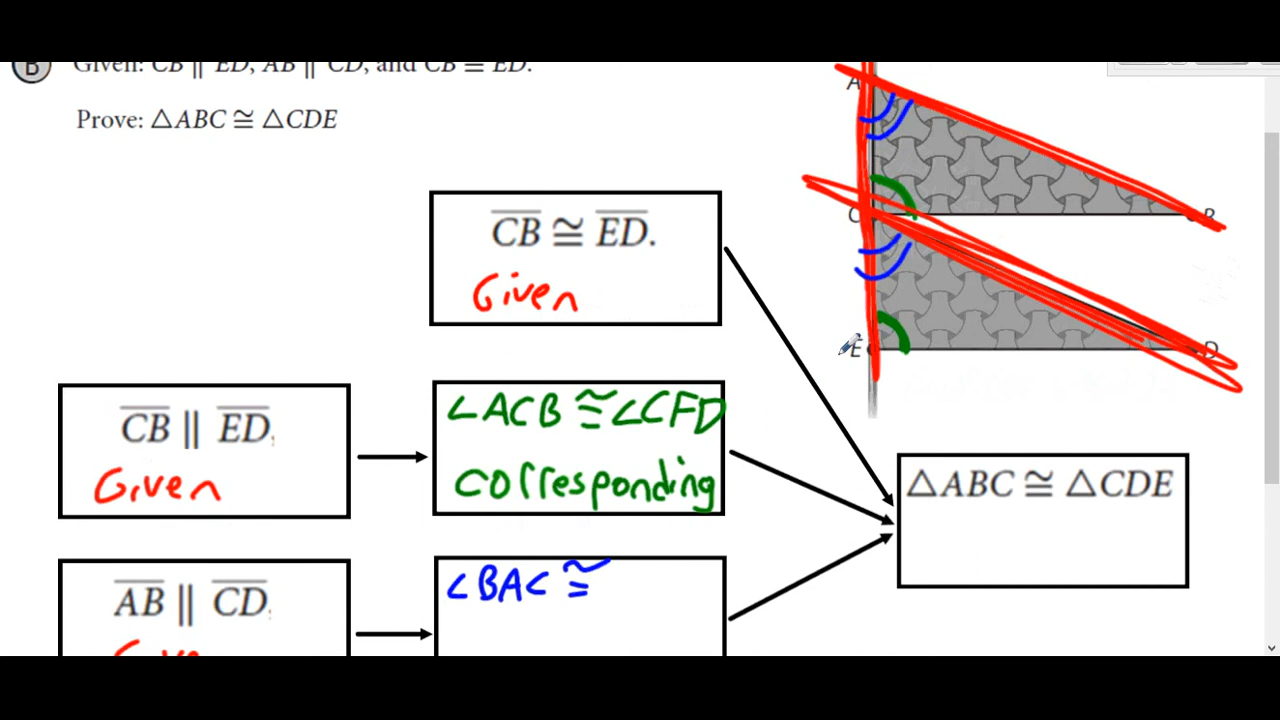 B Given: CB ∥ ED, AB ∥ CD, and CB ≅ ED.
Prove: △ABC ≅ △CDE
A
B
C
E
D
CB ≅ ED.
Given
CB ∥ ED,
Given
∠ACB ≅ ∠CFD
corresponding
△ABC ≅ △CDE
AB ∥ CD,
∠BAC ≅